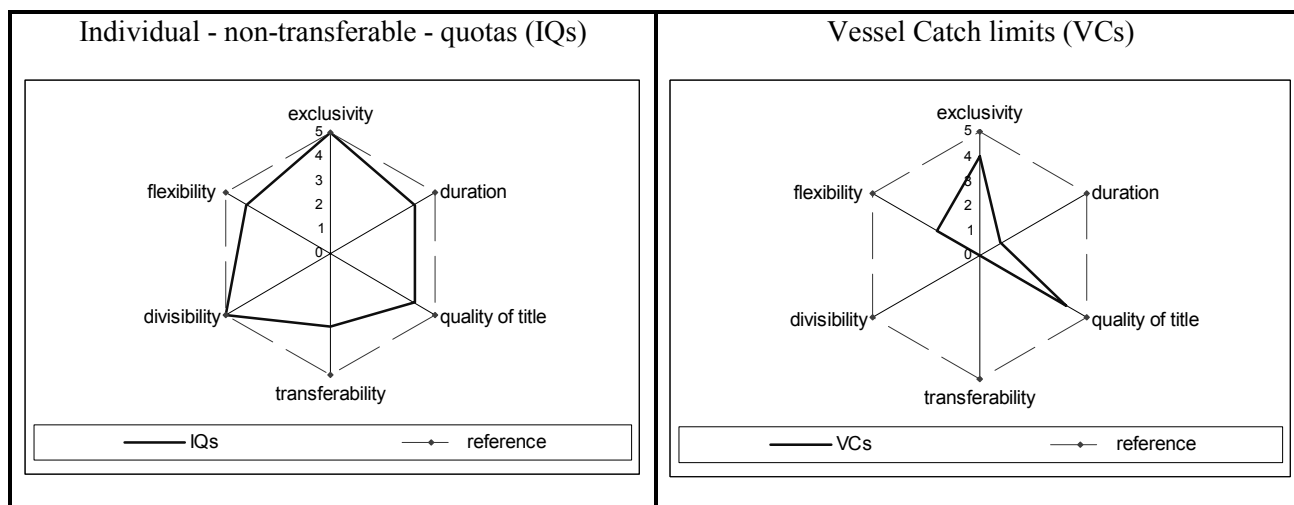 Individual - non-transferable - quotas (IQs)
exclusivity
5
4
3
2
1
0
flexibility
duration
divisibility
quality of title
transferability
IQs
reference
Vessel Catch limits (VCs)
exclusivity
5
4
3
2
1
0
flexibility
duration
divisibility
quality of title
transferability
VCs
reference